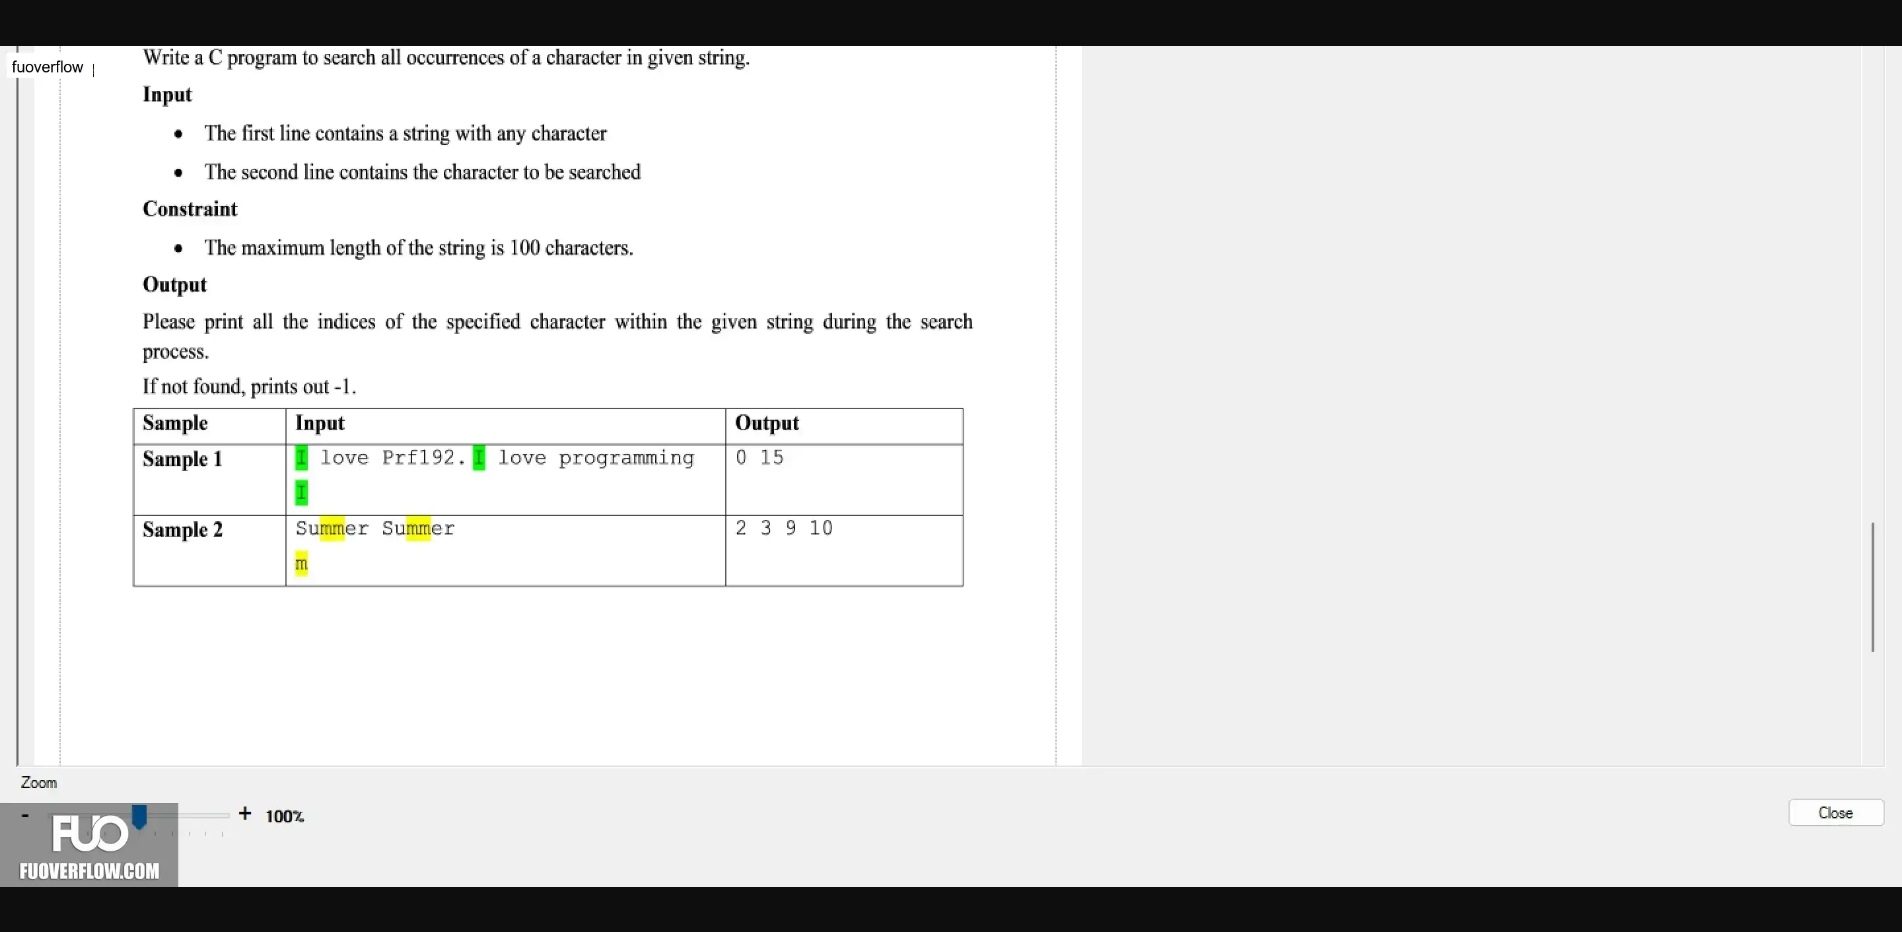 Write a C program to search all occurrences of a character in given string.
fuoverflow
Input
• The first line contains a string with any character
• The second line contains the character to be searched
Constraint
• The maximum length of the string is 100 characters.
Output
Please print all the indices of the specified character within the given string during the search
process.
If not found, prints out -1.
Sample Input Output
Sample 1 I love Prf192.I love programming 0 15
I
Sample 2 Summer Summer 2 3 9 10
m
Zoom
- + 100%
Close
FUO
FUOVERFLOW.COM